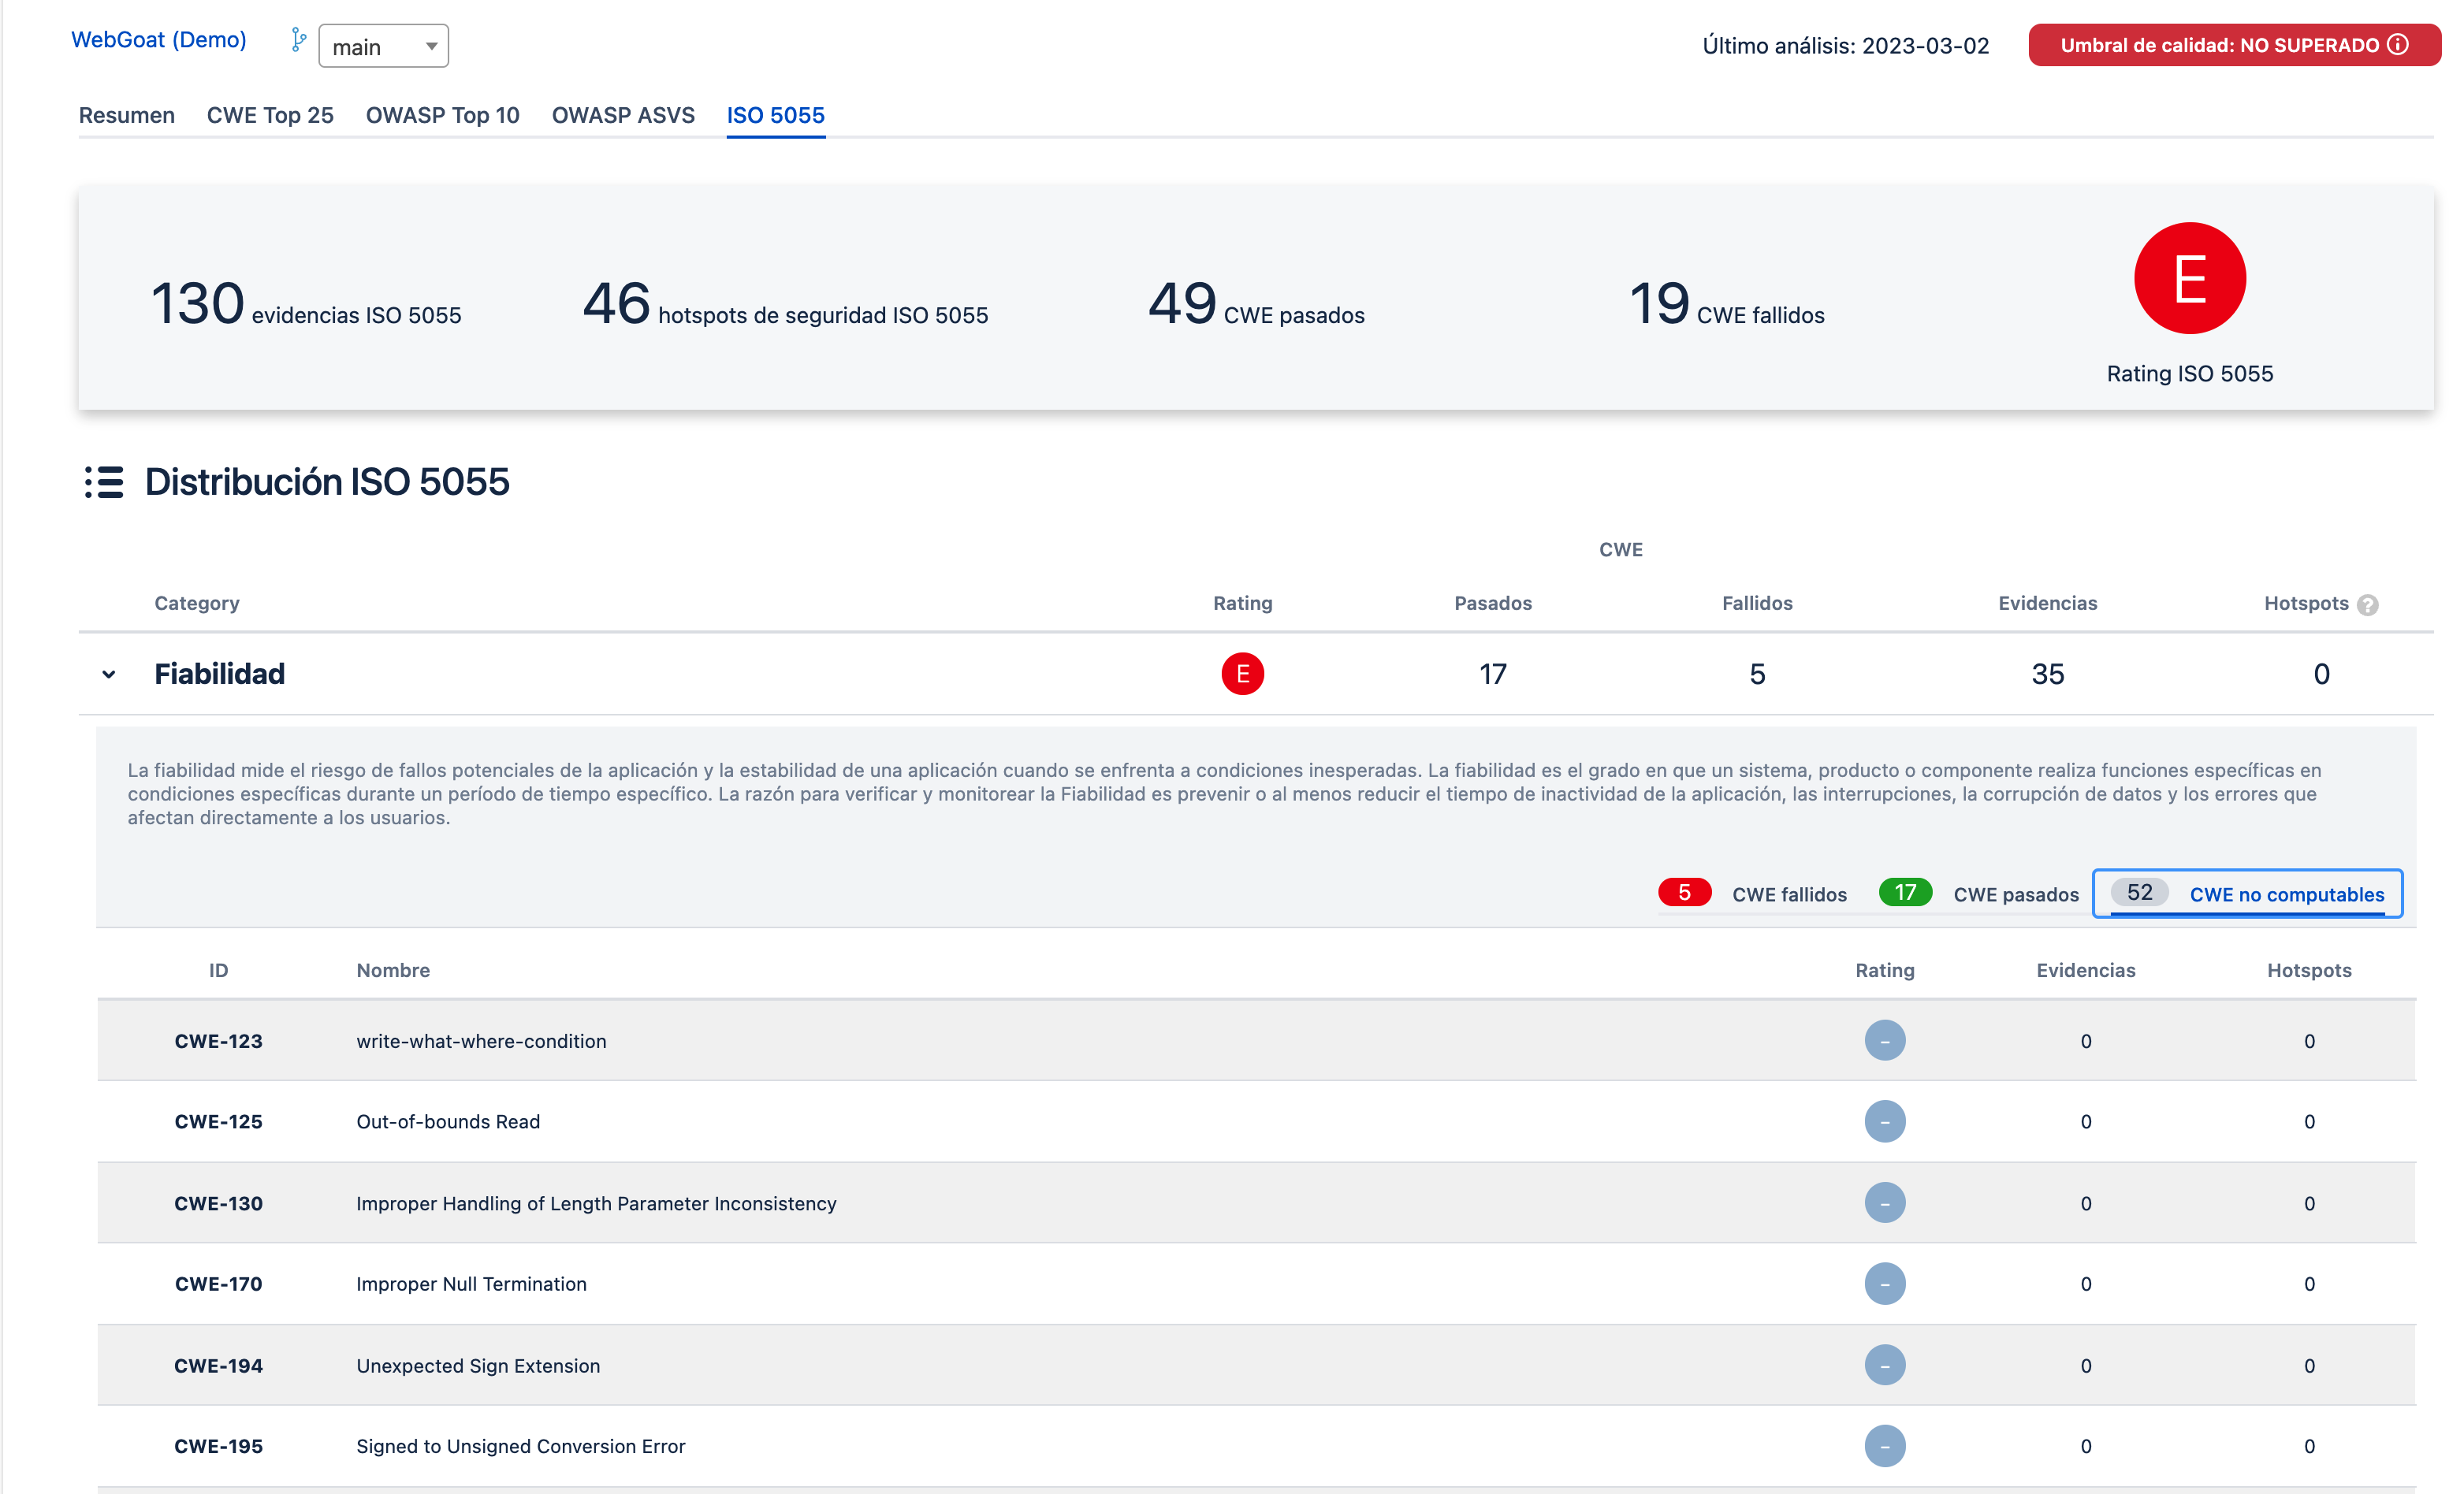 WebGoat (Demo)
main
Último análisis: 2023-03-02
Umbral de calidad: NO SUPERADO
Resumen CWE Top 25 OWASP Top 10 OWASP ASVS ISO 5055
130 evidencias ISO 5055
46 hotspots de seguridad ISO 5055
49 CWE pasados
19 CWE fallidos
E
Rating ISO 5055
Distribución ISO 5055
CWE
Category Rating Pasados Fallidos Evidencias Hotspots ?
Fiabilidad E 17 5 35 0
La fiabilidad mide el riesgo de fallos potenciales de la aplicación y la estabilidad de una aplicación cuando se enfrenta a condiciones inesperadas. La fiabilidad es el grado en que un sistema, producto o componente realiza funciones específicas en
condiciones específicas durante un período de tiempo específico. La razón para verificar y monitorear la Fiabilidad es prevenir o al menos reducir el tiempo de inactividad de la aplicación, las interrupciones, la corrupción de datos y los errores que
afectan directamente a los usuarios.
5 CWE fallidos 17 CWE pasados 52 CWE no computables
ID Nombre Rating Evidencias Hotspots
CWE-123 write-what-where-condition - 0 0
CWE-125 Out-of-bounds Read - 0 0
CWE-130 Improper Handling of Length Parameter Inconsistency - 0 0
CWE-170 Improper Null Termination - 0 0
CWE-194 Unexpected Sign Extension - 0 0
CWE-195 Signed to Unsigned Conversion Error - 0 0